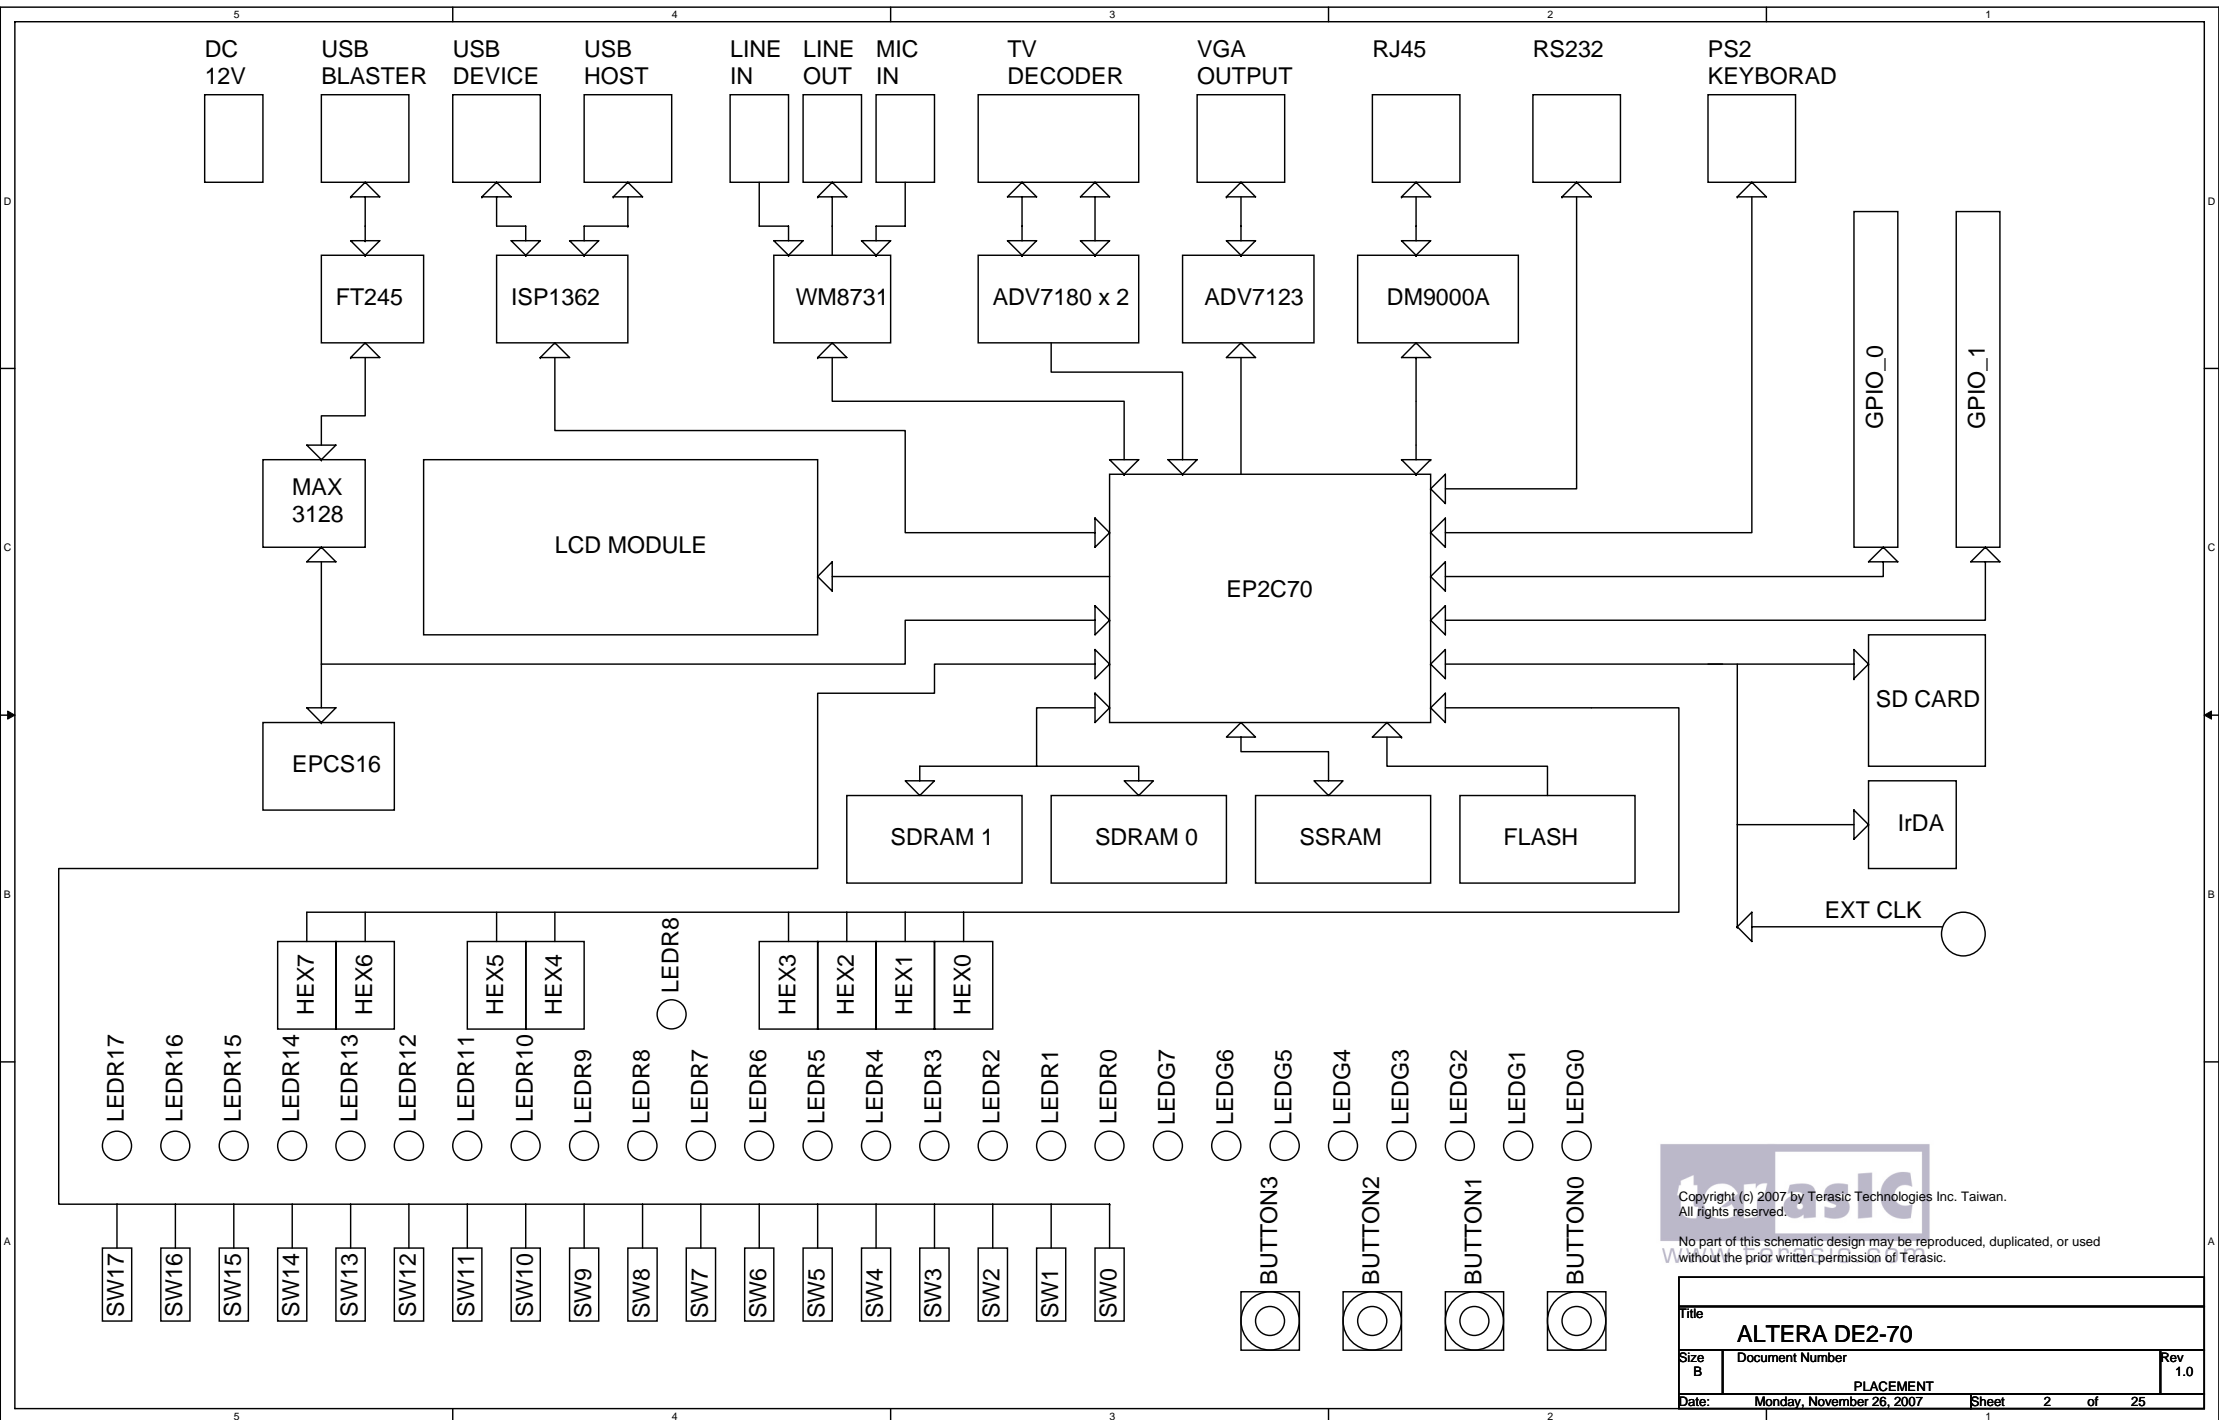 5 4 3 2 1
DC 12V
USB BLASTER
USB DEVICE
USB HOST
LINE IN
LINE OUT
MIC IN
TV DECODER
VGA OUTPUT
RJ45
RS232
PS2 KEYBORAD
D
D
FT245
ISP1362
WM8731
ADV7180 x 2
ADV7123
DM9000A
GPIO_0
GPIO_1
MAX 3128
LCD MODULE
EP2C70
C
C
SD CARD
EPCS16
SDRAM 1
SDRAM 0
SSRAM
FLASH
IrDA
B
B
EXT CLK
HEX7
HEX6
HEX5
HEX4
LEDR8
HEX3
HEX2
HEX1
HEX0
LEDR17
LEDR16
LEDR15
LEDR14
LEDR13
LEDR12
LEDR11
LEDR10
LEDR9
LEDR8
LEDR7
LEDR6
LEDR5
LEDR4
LEDR3
LEDR2
LEDR1
LEDR0
LEDG7
LEDG6
LEDG5
LEDG4
LEDG3
LEDG2
LEDG1
LEDG0
A
A
SW17
SW16
SW15
SW14
SW13
SW12
SW11
SW10
SW9
SW8
SW7
SW6
SW5
SW4
SW3
SW2
SW1
SW0
BUTTON3
BUTTON2
BUTTON1
BUTTON0
terasIC
www.terasic.com
Copyright (c) 2007 by Terasic Technologies Inc. Taiwan.
All rights reserved.
No part of this schematic design may be reproduced, duplicated, or used
without the prior written permission of Terasic.
Title
ALTERA DE2-70
Size B
Document Number
PLACEMENT
Rev 1.0
Date: Monday, November 26, 2007 Sheet 2 of 25
5 4 3 2 1